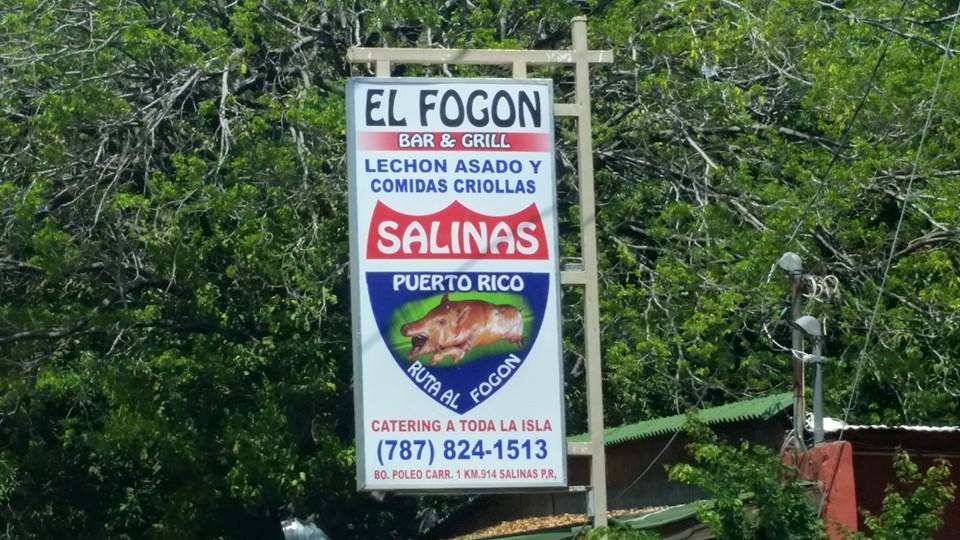 EL FOGON
BAR & GRILL
LECHON ASADO Y
COMIDAS CRIOLLAS
SALINAS
PUERTO RICO
RUTA AL FOGON
CATERING A TODA LA ISLA
(787) 824-1513
BO. POLEO CARR. 1 KM.914 SALINAS P,R,